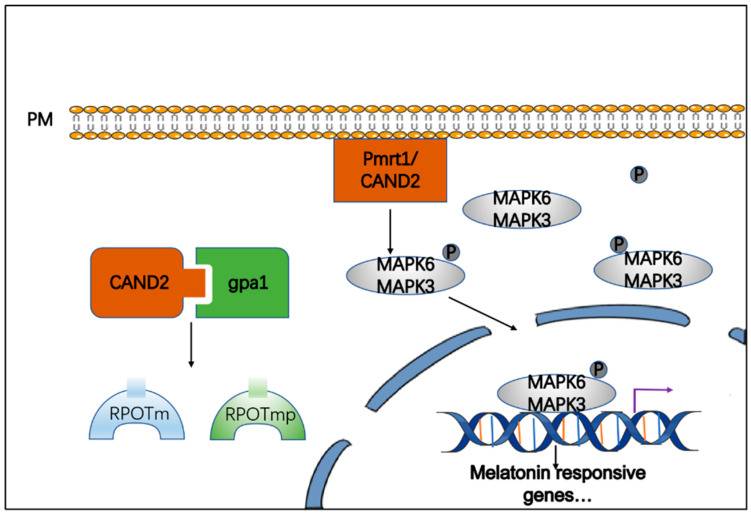 PM
Pmrt1/
CAND2
P
MAPK6
MAPK3
P
MAPK6
MAPK3
P
MAPK6
MAPK3
CAND2
gpa1
P
MAPK6
MAPK3
RPOTm
RPOTmp
Melatonin responsive
genes...